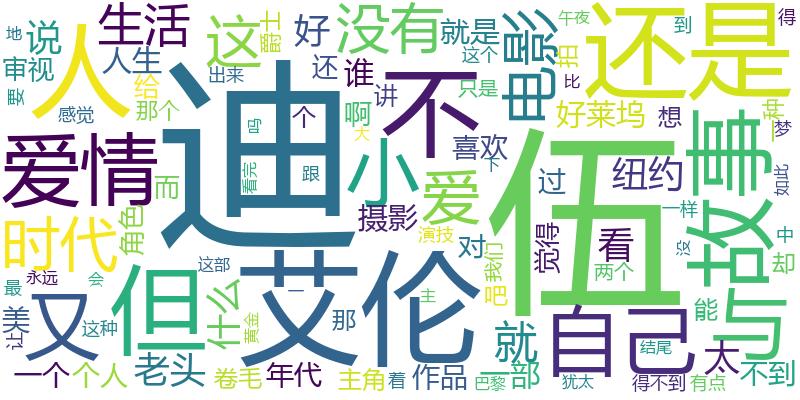 生活
这
好
没有
就是
电影
午夜
到
得
地
说
人
爵士
还是
审视
人生
还
谁
这个
拍
要
给
出来
讲
只是
比
感觉
那个
不
啊
好莱坞
想
种
故事
爱情
迪
吗
个
喜欢
伍
梦
看完
跟
大
小
下
过
纽约
如此
时代
角色
而
爱
摄影
演技
对
觉得
看
一样
没
中
永远
会
这部
艾伦
我们
两个
却
与
最
但
什么
一
主
吧
能
美
又
这种
黄金
那
自己
让
就
结尾
太
不到
一个
个人
老头
卷毛
年代
主角
着
作品
巴黎
一部
犹太
得不到
有点